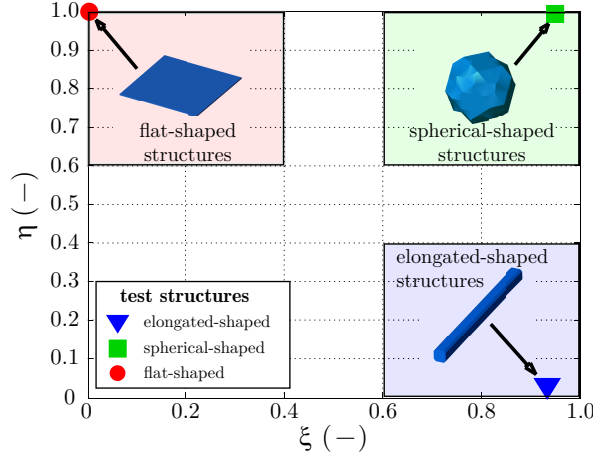 1.0
0.9
0.8
0.7
0.6
0.5
0.4
0.3
0.2
0.1
0
η (−)
flat-shaped
structures
spherical-shaped
structures
elongated-shaped
structures
test structures
elongated-shaped
spherical-shaped
flat-shaped
0 0.2 0.4 0.6 0.8 1.0
ξ (−)